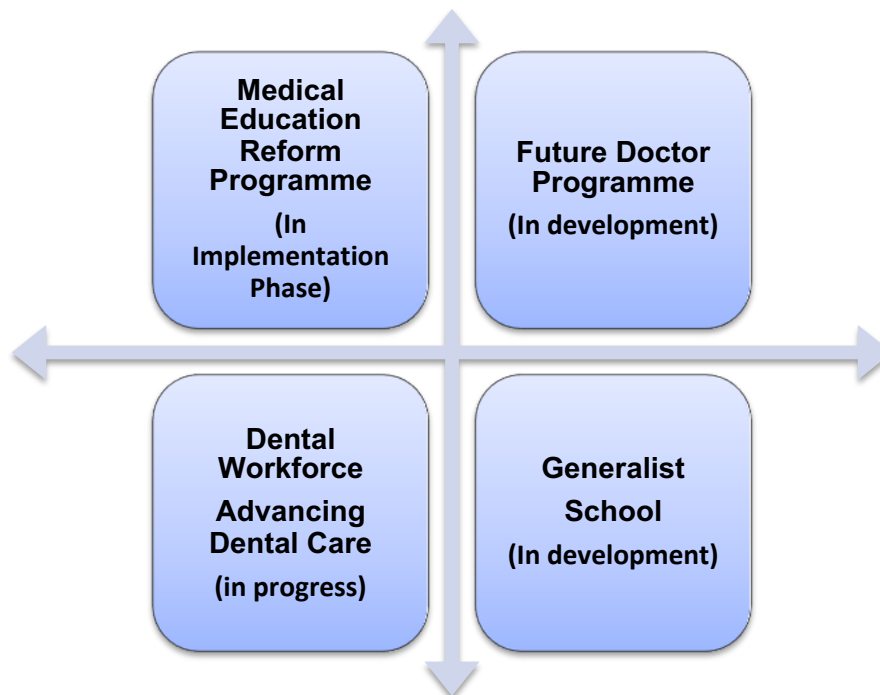 Medical
Education
Reform
Programme
(In
Implementation
Phase)
Future Doctor
Programme
(In development)
Dental
Workforce
Advancing
Dental Care
(in progress)
Generalist
School
(In development)